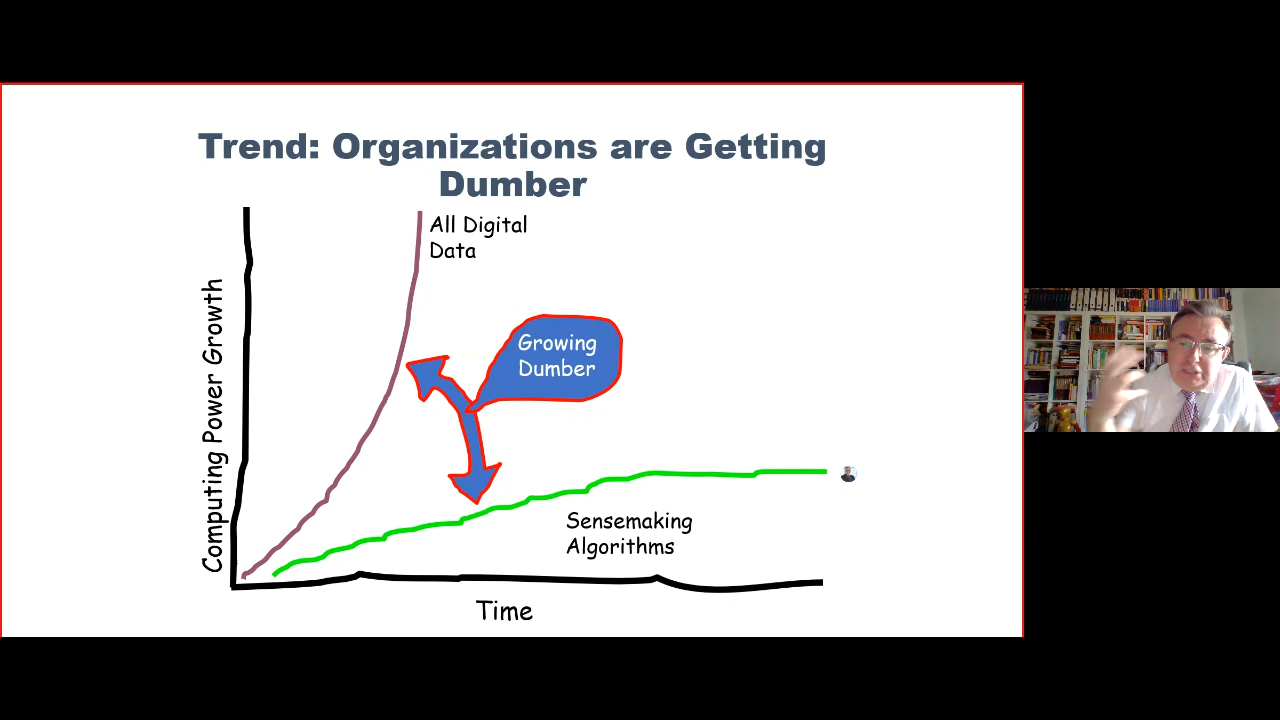 Trend: Organizations are Getting
Dumber
All Digital
Data
Computing Power Growth
Growing
Dumber
Sensemaking
Algorithms
Time